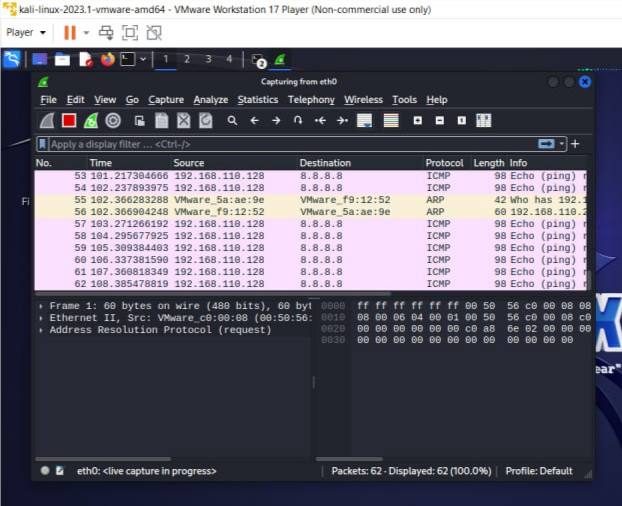 kali-linux-2023.1-vmware-amd64 - VMware Workstation 17 Player (Non-commercial use only)
Player
1 2 3 4
2
Capturing from eth0
File Edit View Go Capture Analyze Statistics Telephony Wireless Tools Help
Apply a display filter ... <Ctrl-/>
No. Time Source Destination Protocol Length Info
53 101.217304666 192.168.110.128 8.8.8.8 ICMP 98 Echo (ping) r
54 102.237893975 192.168.110.128 8.8.8.8 ICMP 98 Echo (ping) r
55 102.366283288 VMware_5a:ae:9e VMware_f9:12:52 ARP 42 Who has 192.1
56 102.366904248 VMware_f9:12:52 VMware_5a:ae:9e ARP 60 192.168.110.2
57 103.271266192 192.168.110.128 8.8.8.8 ICMP 98 Echo (ping) r
58 104.295677925 192.168.110.128 8.8.8.8 ICMP 98 Echo (ping) r
59 105.309384403 192.168.110.128 8.8.8.8 ICMP 98 Echo (ping) r
60 106.337381590 192.168.110.128 8.8.8.8 ICMP 98 Echo (ping) r
61 107.360818349 192.168.110.128 8.8.8.8 ICMP 98 Echo (ping) r
62 108.385478819 192.168.110.128 8.8.8.8 ICMP 98 Echo (ping) r
Fi
Frame 1: 60 bytes on wire (480 bits), 60 byt
Ethernet II, Src: VMware_c0:00:08 (00:50:56:
Address Resolution Protocol (request)
0000 ff ff ff ff ff ff 00 50 56 c0 00 08 08
0010 08 00 06 04 00 01 00 50 56 c0 00 08 c0
0020 00 00 00 00 00 00 c0 a8 6e 02 00 00 00
0030 00 00 00 00 00 00 00 00 00 00 00 00
ear"
eth0: <live capture in progress> Packets: 62 · Displayed: 62 (100.0%) Profile: Default